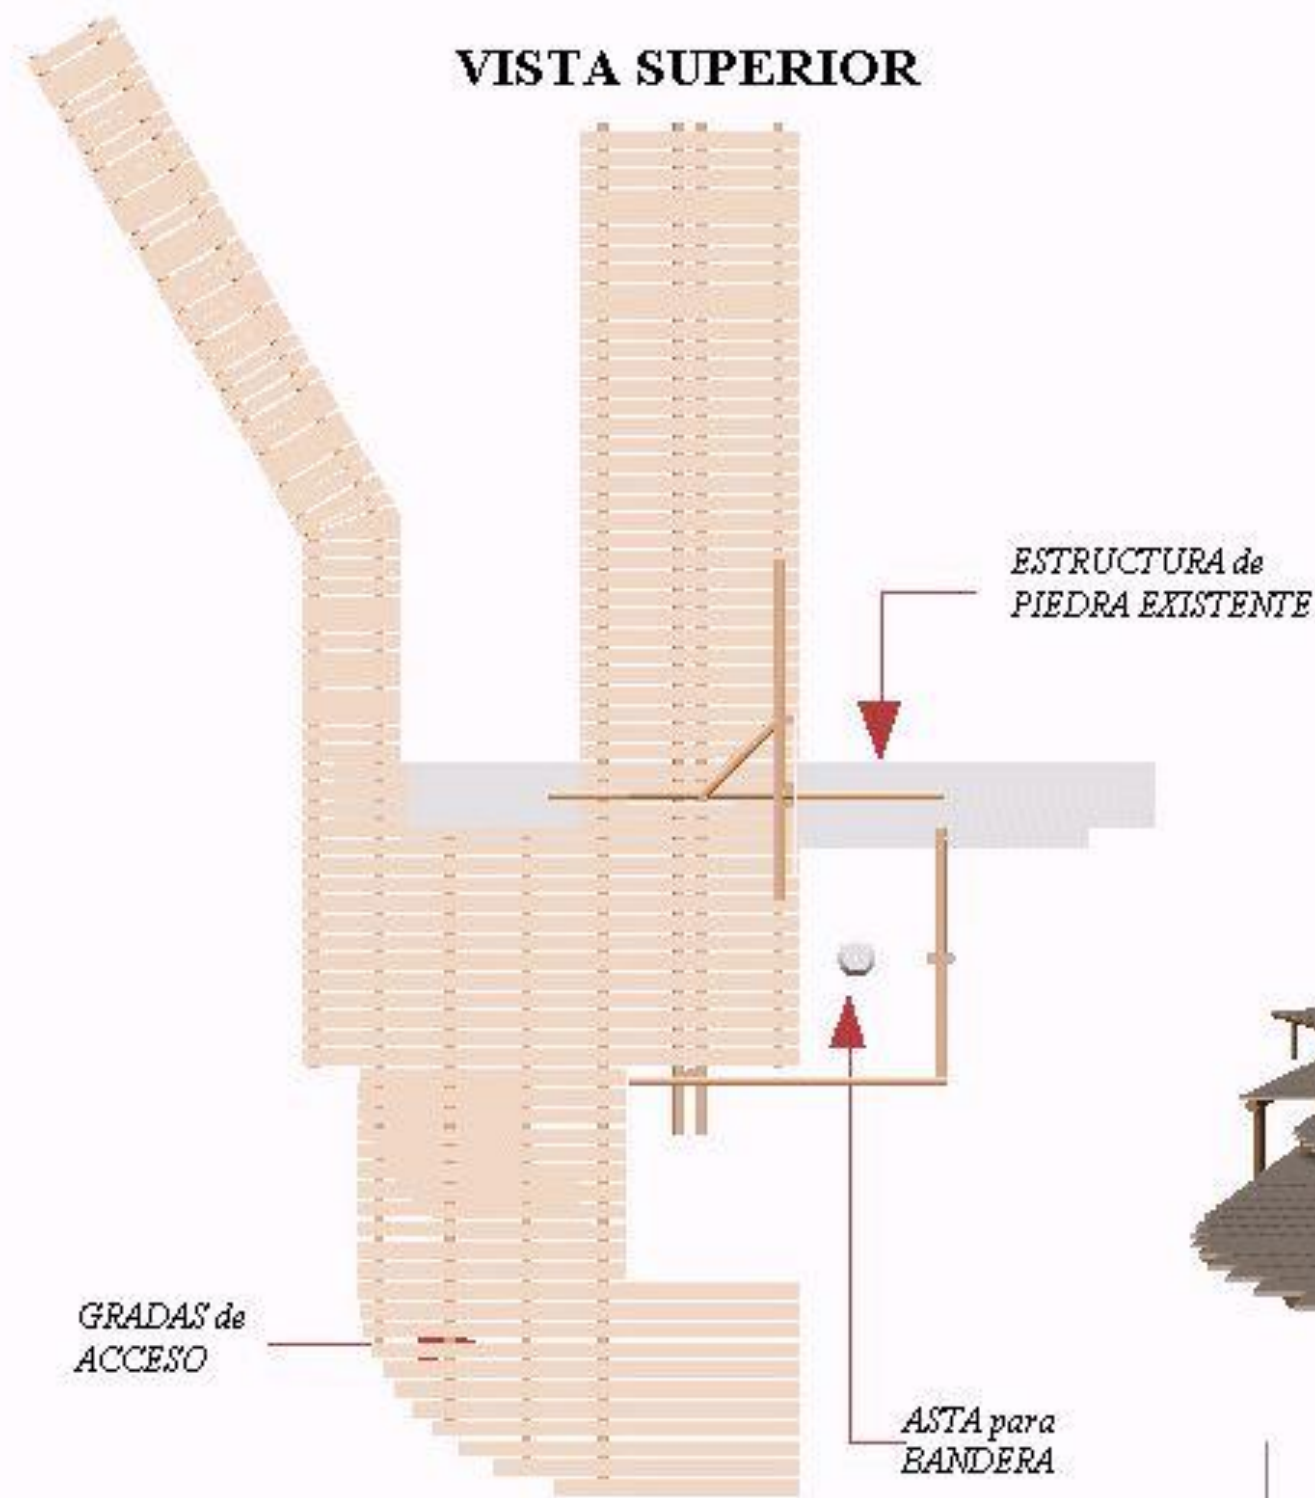 VISTA SUPERIOR
ESTRUCTURA de
PIEDRA EXISTENTE
GRADAS de
ACCESO
ASTA para
BANDERA